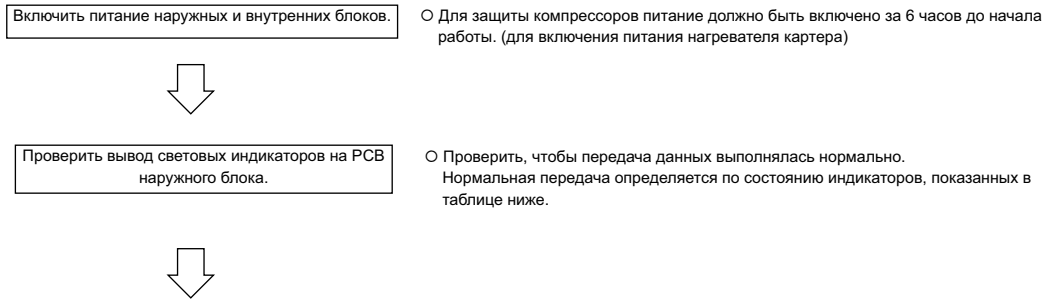 Включить питание наружных и внутренних блоков.
○ Для защиты компрессоров питание должно быть включено за 6 часов до начала
работы. (для включения питания нагревателя картера)
Проверить вывод световых индикаторов на PCB
наружного блока.
○ Проверить, чтобы передача данных выполнялась нормально.
Нормальная передача определяется по состоянию индикаторов, показанных в
таблице ниже.